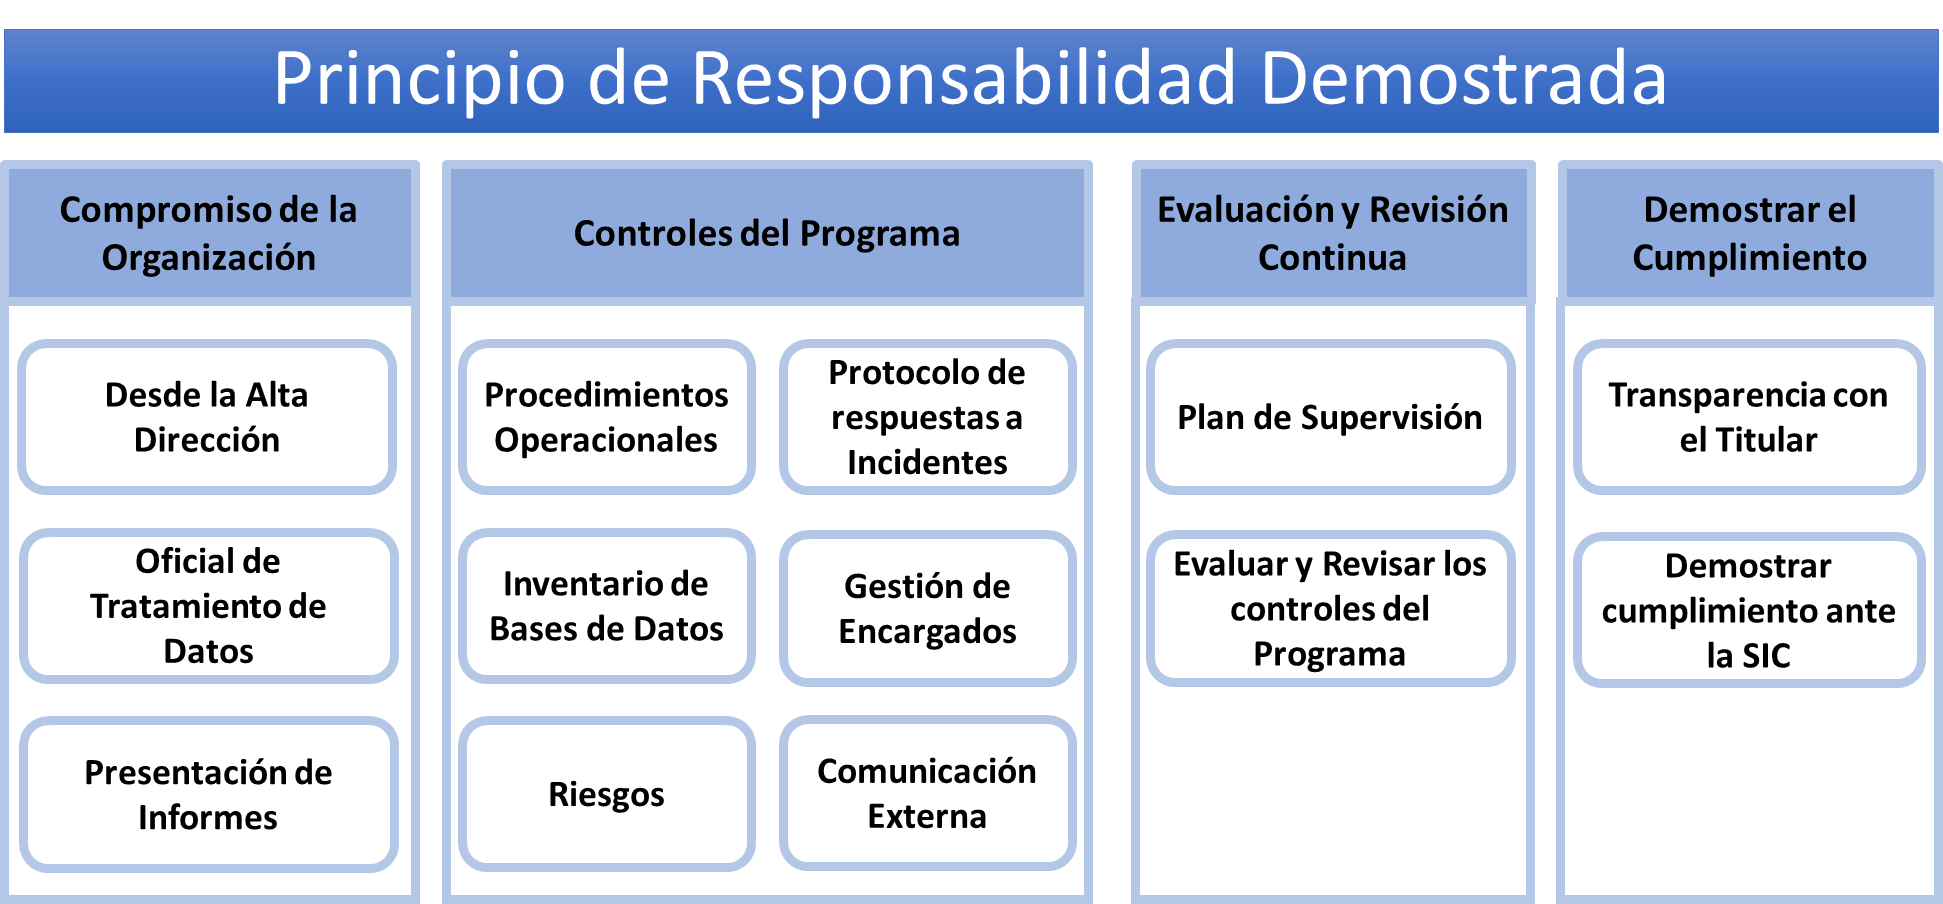 Principio de Responsabilidad Demostrada
Compromiso de la
Organización
Desde la Alta
Dirección
Oficial de
Tratamiento de
Datos
Presentación de
Informes
Controles del Programa
Procedimientos
Operacionales
Protocolo de
respuestas a
Incidentes
Inventario de
Bases de Datos
Gestión de
Encargados
Riesgos
Comunicación
Externa
Evaluación y Revisión
Continua
Plan de Supervisión
Evaluar y Revisar los
controles del
Programa
Demostrar el
Cumplimiento
Transparencia con
el Titular
Demostrar
cumplimiento ante
la SIC